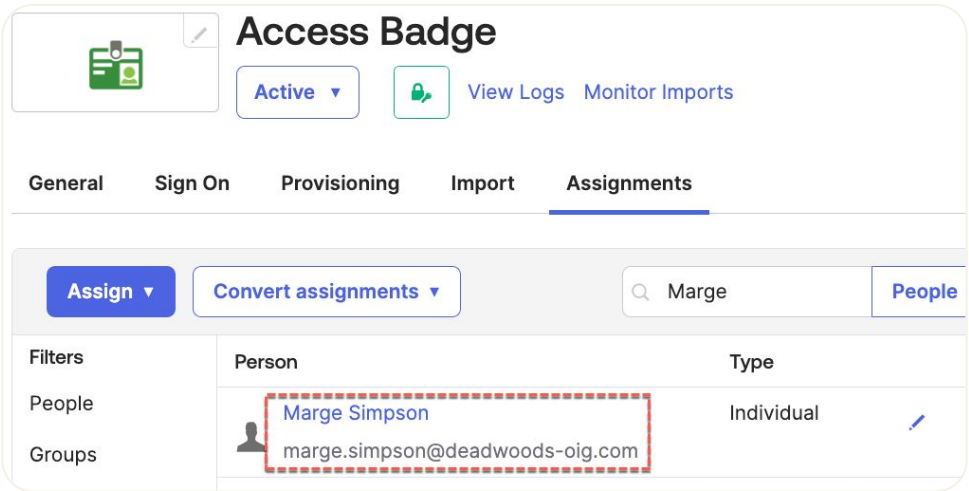 Access Badge
Active
View Logs
Monitor Imports
General
Sign On
Provisioning
Import
Assignments
Assign
Convert assignments
Marge
People
Filters
Person
Type
People
Marge Simpson
Individual
marge.simpson@deadwoods-oig.com
Groups